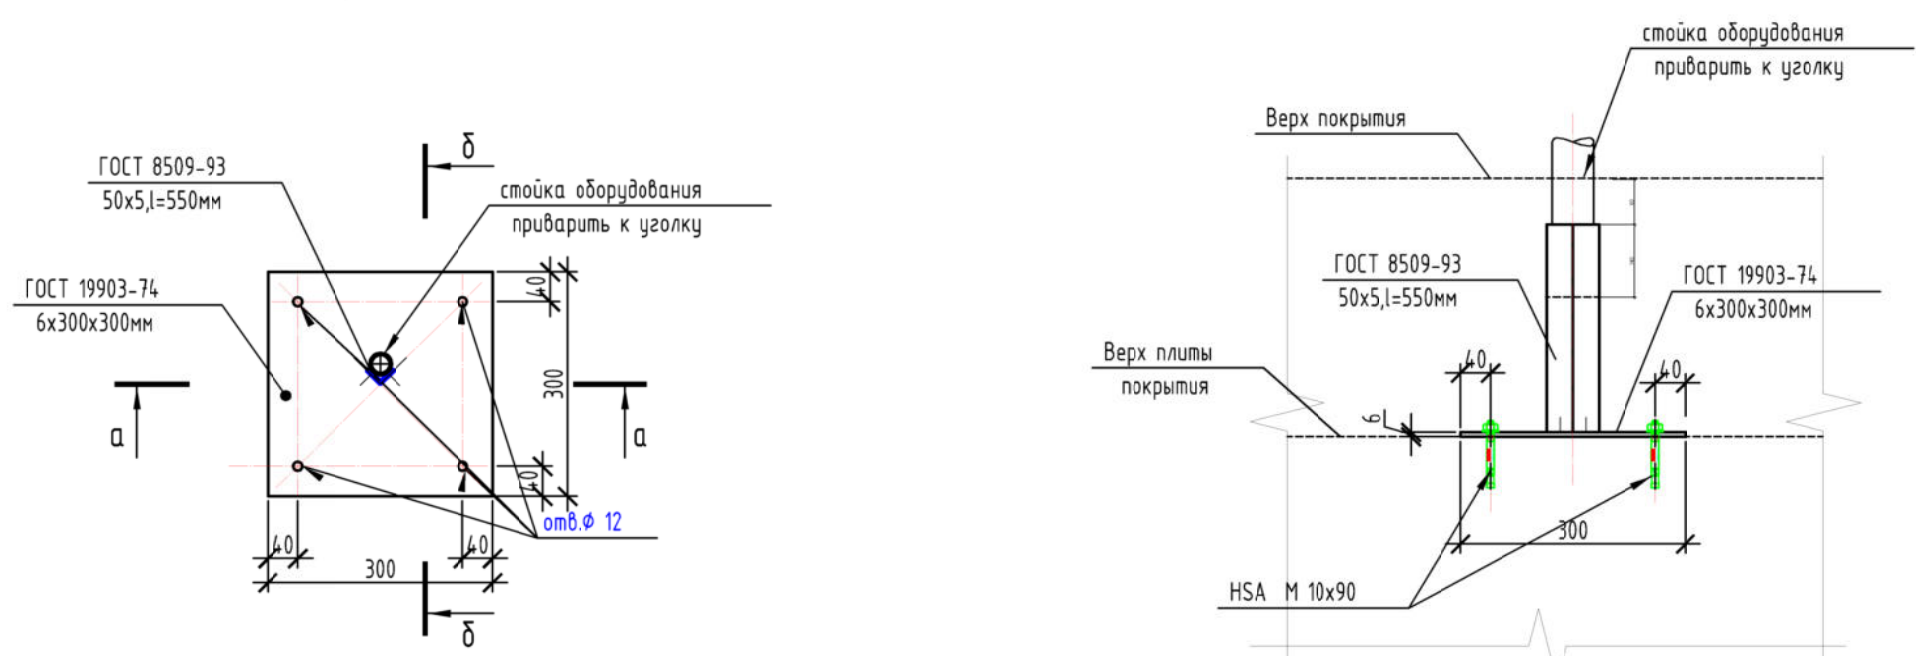 ГОСТ 8509-93
50х5,l=550мм
б
стойка оборудования
приварить к уголку
ГОСТ 19903-74
6х300х300мм
40
300
а
а
40
отв.ϕ 12
40
40
300
б
стойка оборудования
приварить к уголку
Верх покрытия
ГОСТ 8509-93
50х5,l=550мм
ГОСТ 19903-74
6х300х300мм
Верх плиты
покрытия
40
40
6
300
HSA М 10х90